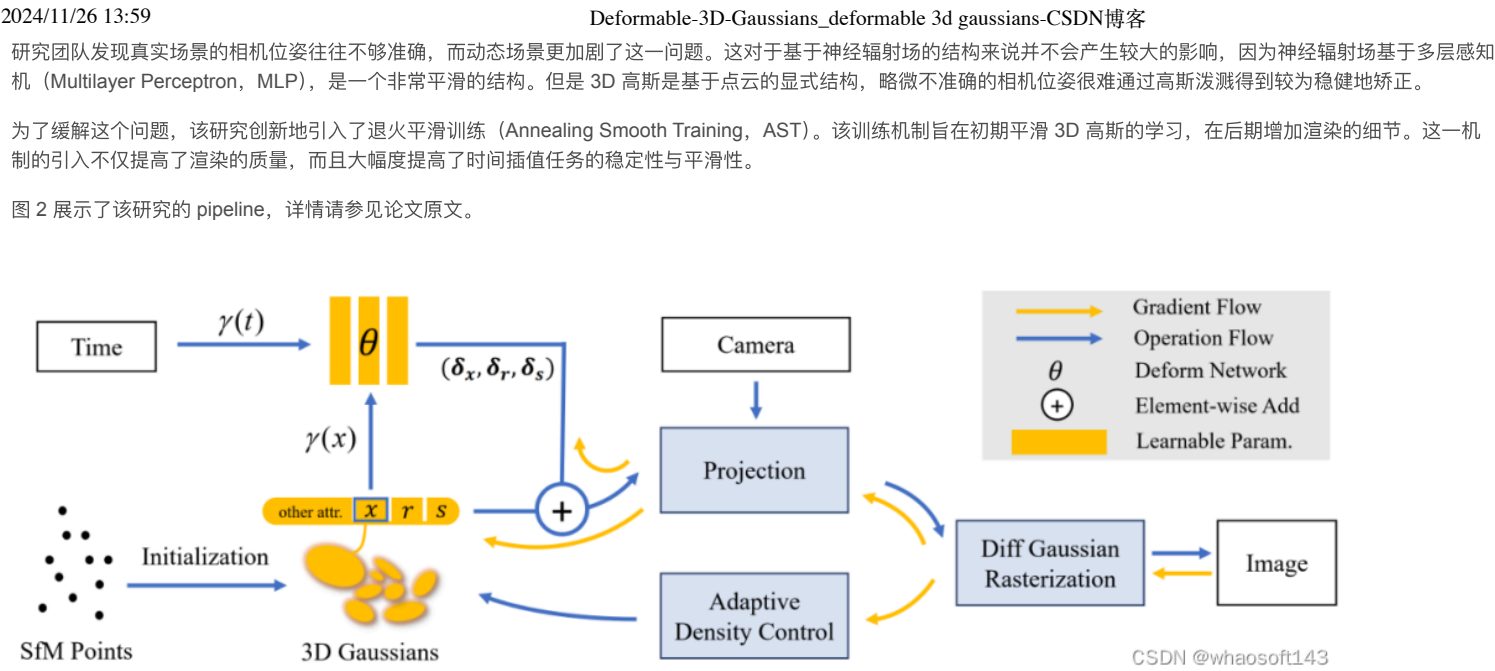 2024/11/26 13:59
Deformable-3D-Gaussians_deformable 3d gaussians-CSDN博客
研究团队发现真实场景的相机位姿往往不够准确，而动态场景更加剧了这一问题。这对于基于神经辐射场的结构来说并不会产生较大的影响，因为神经辐射场基于多层感知
机（Multilayer Perceptron，MLP），是一个非常平滑的结构。但是 3D 高斯是基于点云的显式结构，略微不准确的相机位姿很难通过高斯泼溅得到较为稳健地矫正。
为了缓解这个问题，该研究创新地引入了退火平滑训练（Annealing Smooth Training，AST）。该训练机制旨在初期平滑 3D 高斯的学习，在后期增加渲染的细节。这一机
制的引入不仅提高了渲染的质量，而且大幅度提高了时间插值任务的稳定性与平滑性。
图 2 展示了该研究的 pipeline，详情请参见论文原文。
Time
γ(t)
θ
(δx, δr, δs)
γ(x)
other attr. x r s
+
Initialization
SfM Points
3D Gaussians
Camera
Projection
Adaptive
Density Control
Diff Gaussian
Rasterization
Image
Gradient Flow
Operation Flow
θ Deform Network
+ Element-wise Add
Learnable Param.
CSDN @whaosoft143